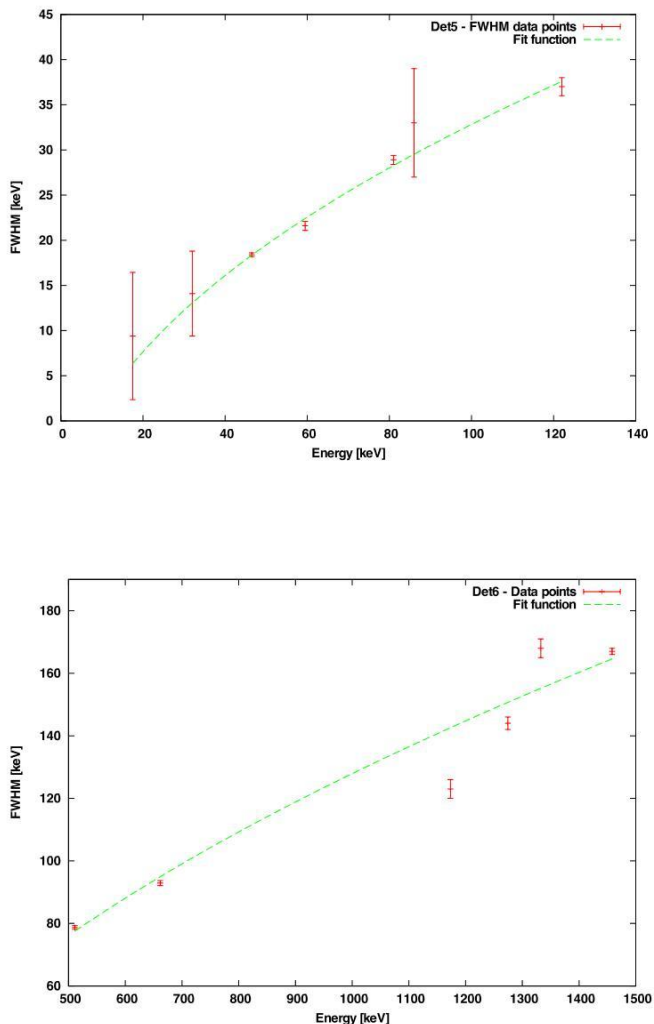 Det5 - FWHM data points
Fit function
45
40
35
30
25
20
15
10
5
0
FWHM [keV]
0 20 40 60 80 100 120 140
Energy [keV]
Det6 - Data points
Fit function
180
160
140
120
100
80
60
FWHM [keV]
500 600 700 800 900 1000 1100 1200 1300 1400 1500
Energy [keV]